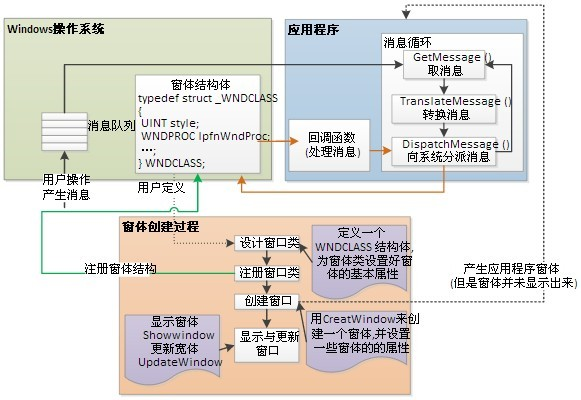 Windows操作系统
窗体结构体
typedef struct _WNDCLASS
{
UINT style;
WNDPROC lpfnWndProc;
....;
} WNDCLASS;
消息队列
用户操作
产生消息
用户定义
应用程序
消息循环
GetMessage ()
取消息
TranslateMessage ()
转换消息
DispatchMessage ()
向系统分派消息
回调函数
(处理消息)
窗体创建过程
设计窗口类
注册窗口类
创建窗口
显示与更新
窗口
定义一个
WNDCLASS 结构体,
为窗体类设置好窗
体的基本属性
用CreatWindow来创
建一个窗体,并设置
一些窗体的的属性
显示窗体
Showwindow
更新宽体
UpdateWindow
注册窗体结构
产生应用程序窗体
(但是窗体并未显示出来)